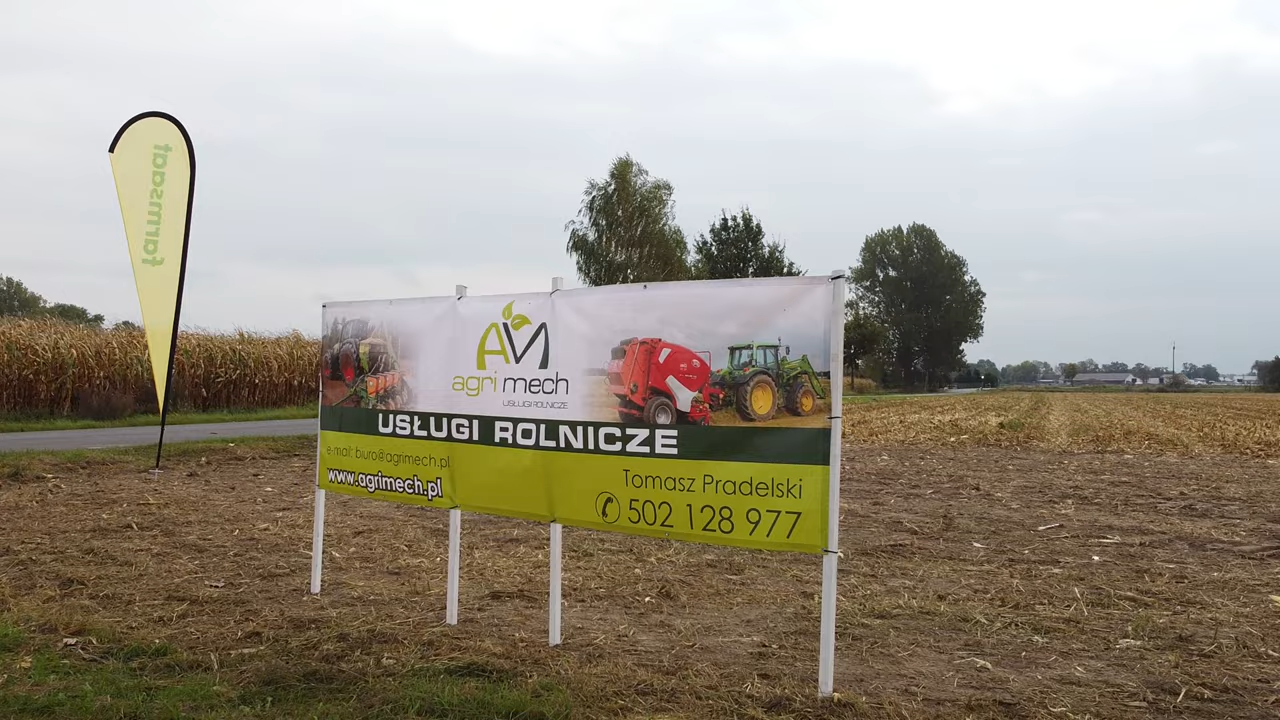 farmsaat
AM
agri mech
USŁUGI ROLNICZE
USŁUGI ROLNICZE
e-mail: biuro@agrimech.pl
www.agrimech.pl
Tomasz Pradelski
502 128 977